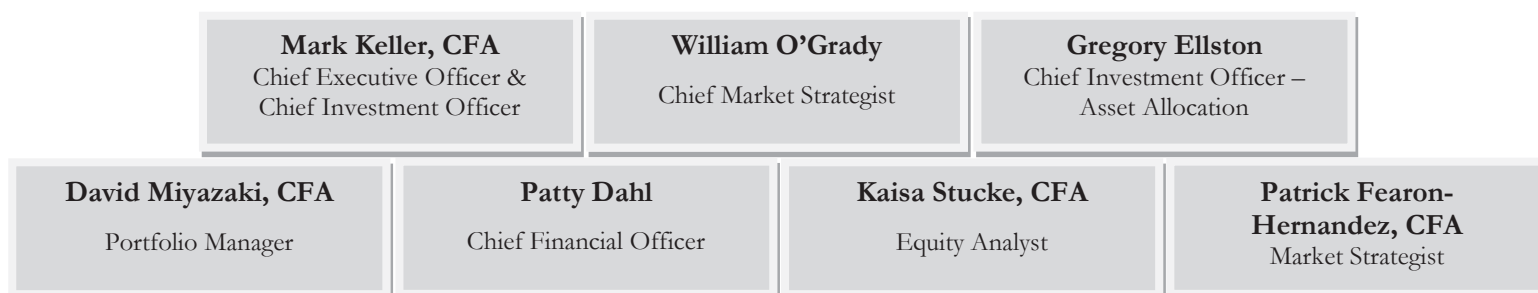 Mark Keller, CFA
Chief Executive Officer &
Chief Investment Officer
William O’Grady
Chief Market Strategist
Gregory Ellston
Chief Investment Officer –
Asset Allocation
David Miyazaki, CFA
Portfolio Manager
Patty Dahl
Chief Financial Officer
Kaisa Stucke, CFA
Equity Analyst
Patrick Fearon-
Hernandez, CFA
Market Strategist